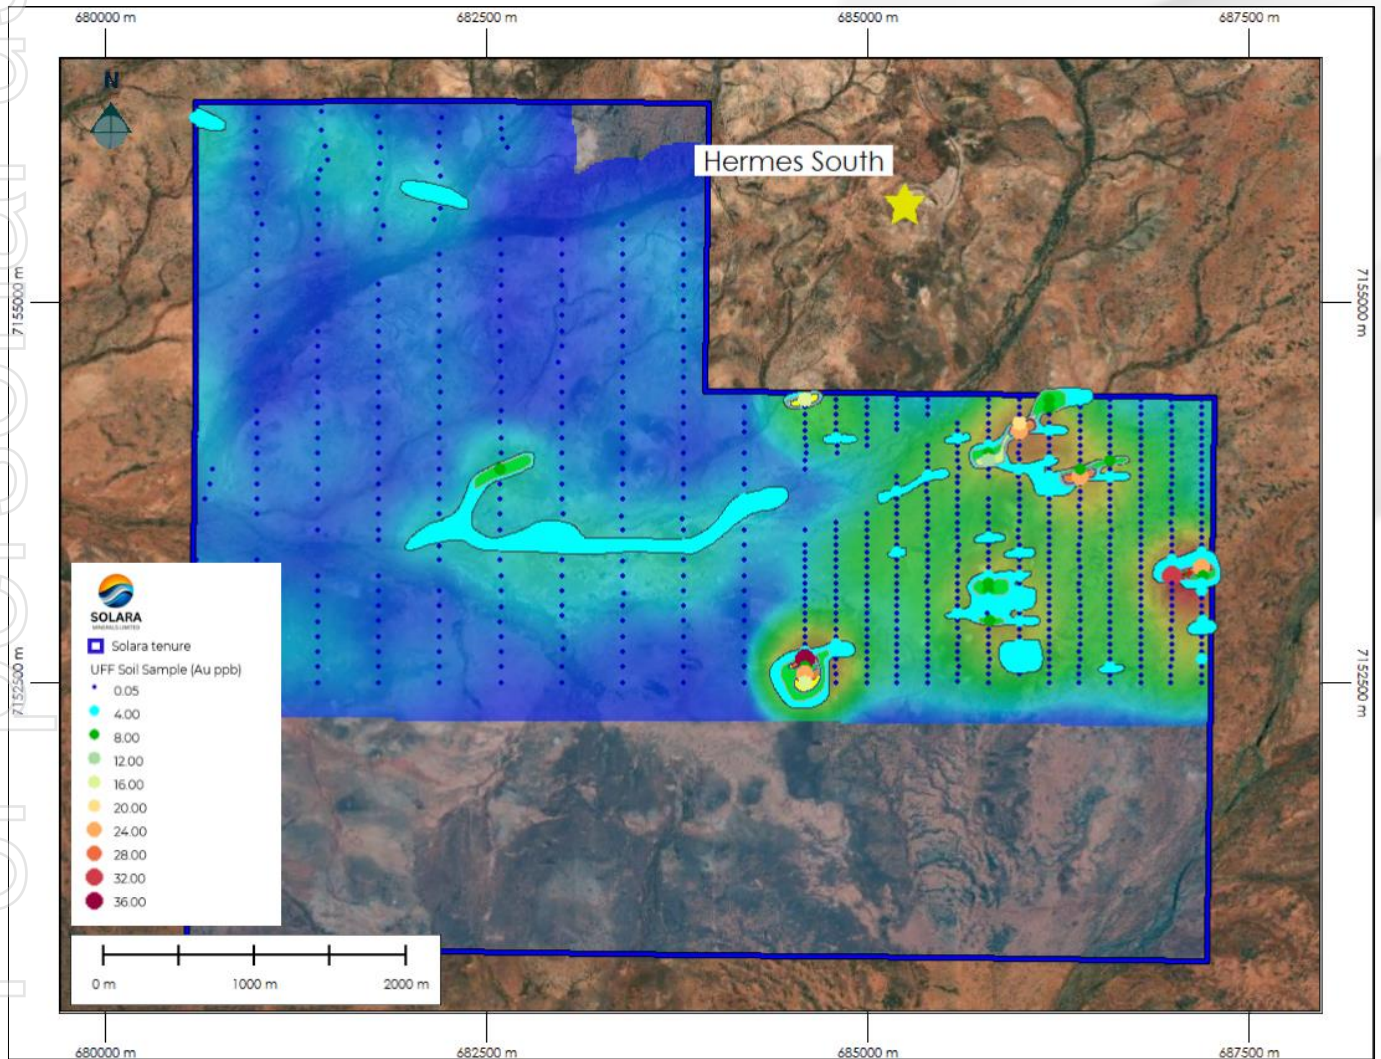 680000 m
682500 m
685000 m
687500 m
N
Hermes South
7155000 m
7155000 m
SOLARA
MINERALS LIMITED
Solara tenure
UFF Soil Sample (Au ppb)
0.05
4.00
8.00
12.00
16.00
20.00
24.00
28.00
32.00
36.00
7152500 m
7152500 m
0 m
1000 m
2000 m
680000 m
682500 m
685000 m
687500 m